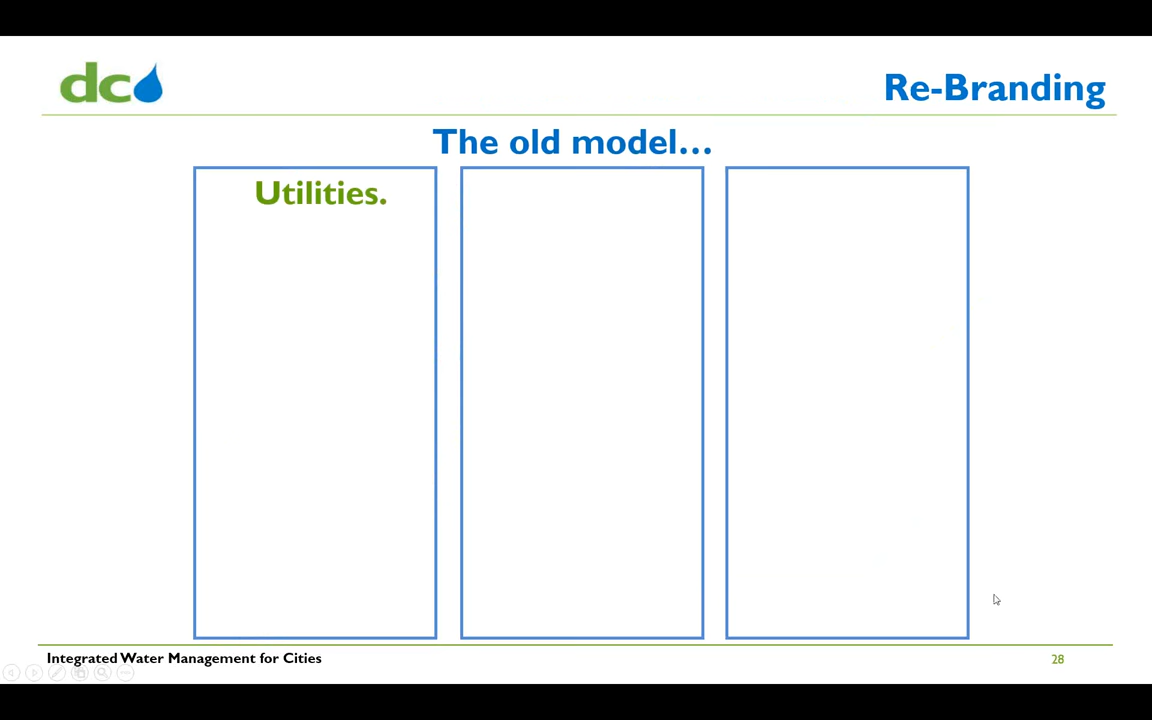 dc
Re-Branding
The old model...
Utilities.
Integrated Water Management for Cities
28